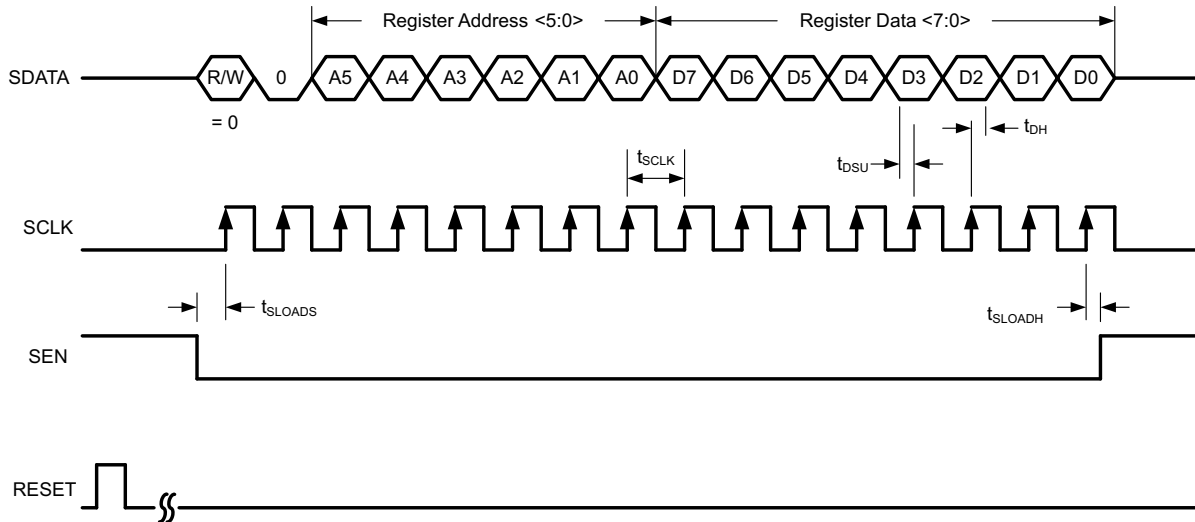 Register Address <5:0>
Register Data <7:0>
SDATA
R/W
0
A5
A4
A3
A2
A1
A0
D7
D6
D5
D4
D3
D2
D1
D0
= 0
tSCLK
tDSU
tDH
SCLK
tSLOADS
tSLOADH
SEN
RESET